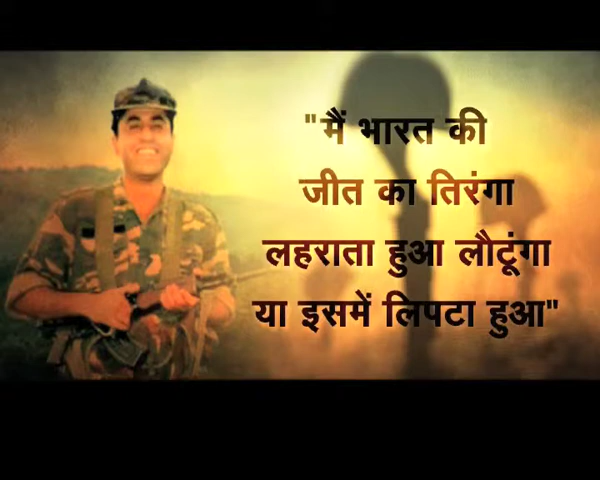 "मैं भारत की
जीत का तिरंगा
लहराता हुआ लौटूंगा
या इसमें लिपटा हुआ"